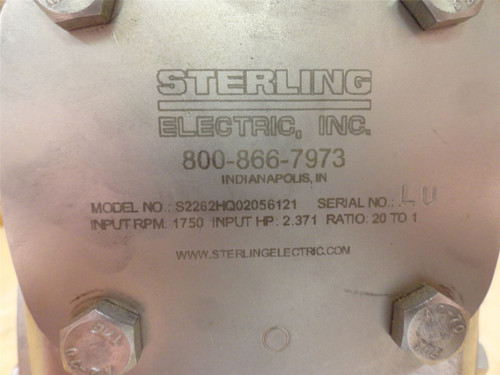 STERLING
ELECTRIC, INC.
800-866-7973
INDIANAPOLIS, IN
MODEL NO.: S2262HQ02056121 SERIAL NO.: LU
INPUT RPM: 1750 INPUT HP: 2.371 RATIO: 20 TO 1
WWW.STERLINGELECTRIC.COM